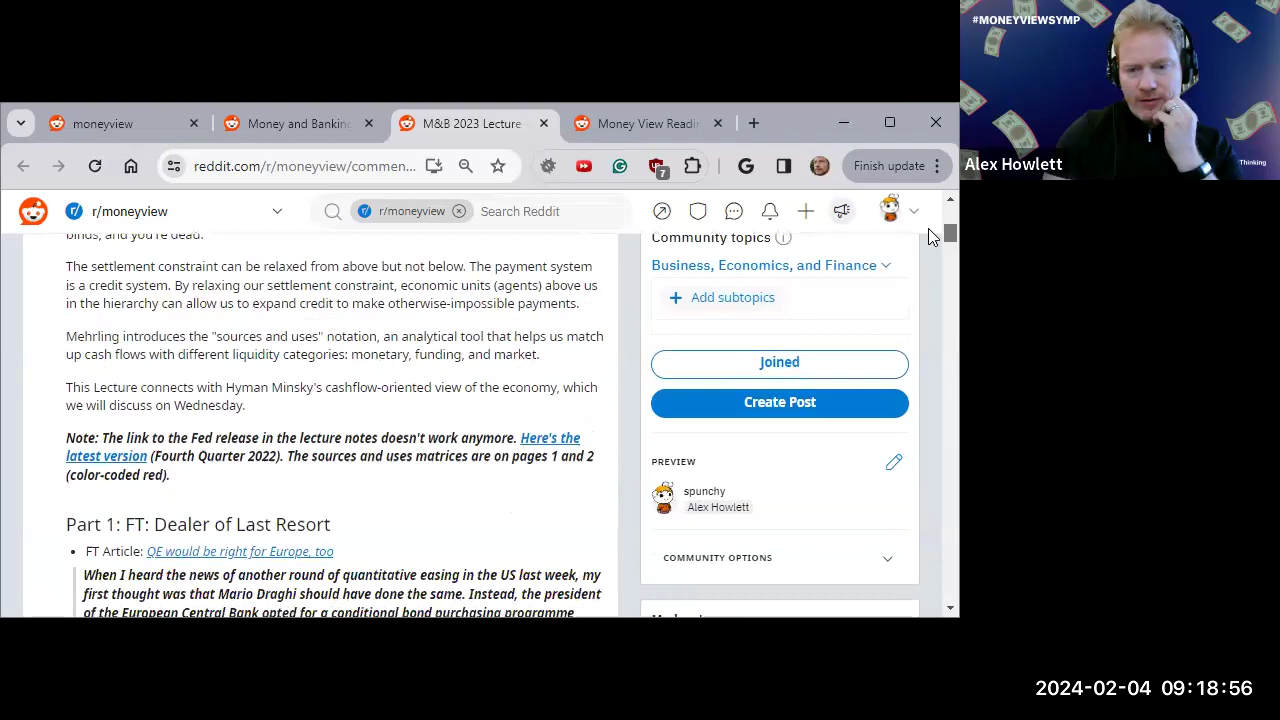 #MONEYVIEWSYMP
Thinking
Alex Howlett
moneyview
Money and Bankin
M&B 2023 Lecture
Money View Readi
reddit.com/r/moneyview/commen...
7
Finish update
r/moneyview
r/moneyview
Search Reddit
binds, and you're dead.
The settlement constraint can be relaxed from above but not below. The payment system
is a credit system. By relaxing our settlement constraint, economic units (agents) above us
in the hierarchy can allow us to expand credit to make otherwise-impossible payments.
Mehrling introduces the "sources and uses" notation, an analytical tool that helps us match
up cash flows with different liquidity categories: monetary, funding, and market.
This Lecture connects with Hyman Minsky's cashflow-oriented view of the economy, which
we will discuss on Wednesday.
Note: The link to the Fed release in the lecture notes doesn't work anymore. Here's the
latest version (Fourth Quarter 2022). The sources and uses matrices are on pages 1 and 2
(color-coded red).
Part 1: FT: Dealer of Last Resort
• FT Article: QE would be right for Europe, too
When I heard the news of another round of quantitative easing in the US last week, my
first thought was that Mario Draghi should have done the same. Instead, the president
of the European Central Bank opted for a conditional bond purchasing programme
Community topics
Business, Economics, and Finance
Add subtopics
Joined
Create Post
PREVIEW
spunchy
Alex Howlett
COMMUNITY OPTIONS
2024-02-04 09:18:56